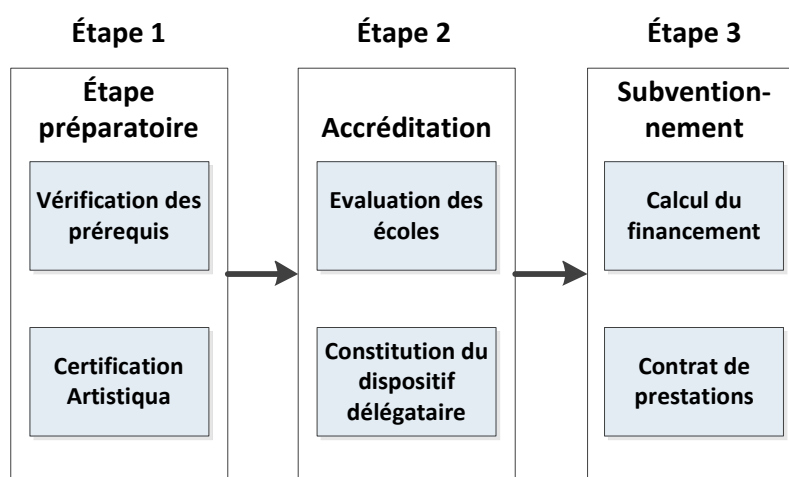 Étape 1
Étape 2
Étape 3
Étape
préparatoire
Vérification des
prérequis
Certification
Artistiqua
Accréditation
Evaluation des
écoles
Constitution du
dispositif
délégataire
Subvention-
nement
Calcul du
financement
Contrat de
prestations